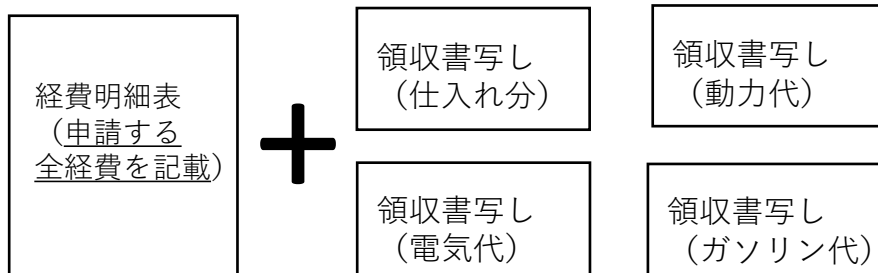 経費明細表
（申請する
全経費を記載）
領収書写し
（仕入れ分）
領収書写し
（動力代）
領収書写し
（電気代）
領収書写し
（ガソリン代）